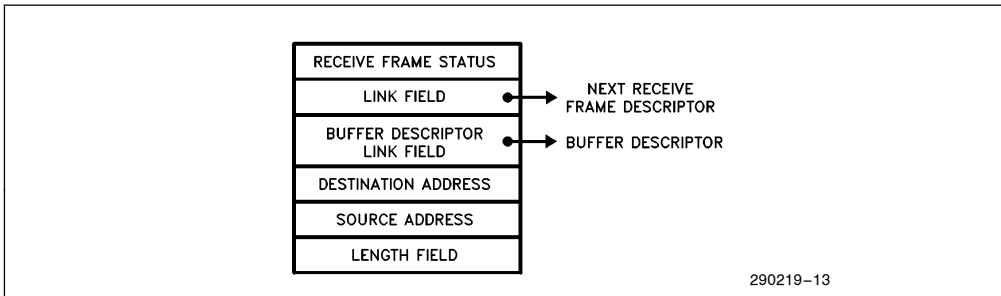 RECEIVE FRAME STATUS
LINK FIELD
NEXT RECEIVE
FRAME DESCRIPTOR
BUFFER DESCRIPTOR
LINK FIELD
BUFFER DESCRIPTOR
DESTINATION ADDRESS
SOURCE ADDRESS
LENGTH FIELD
290219–13